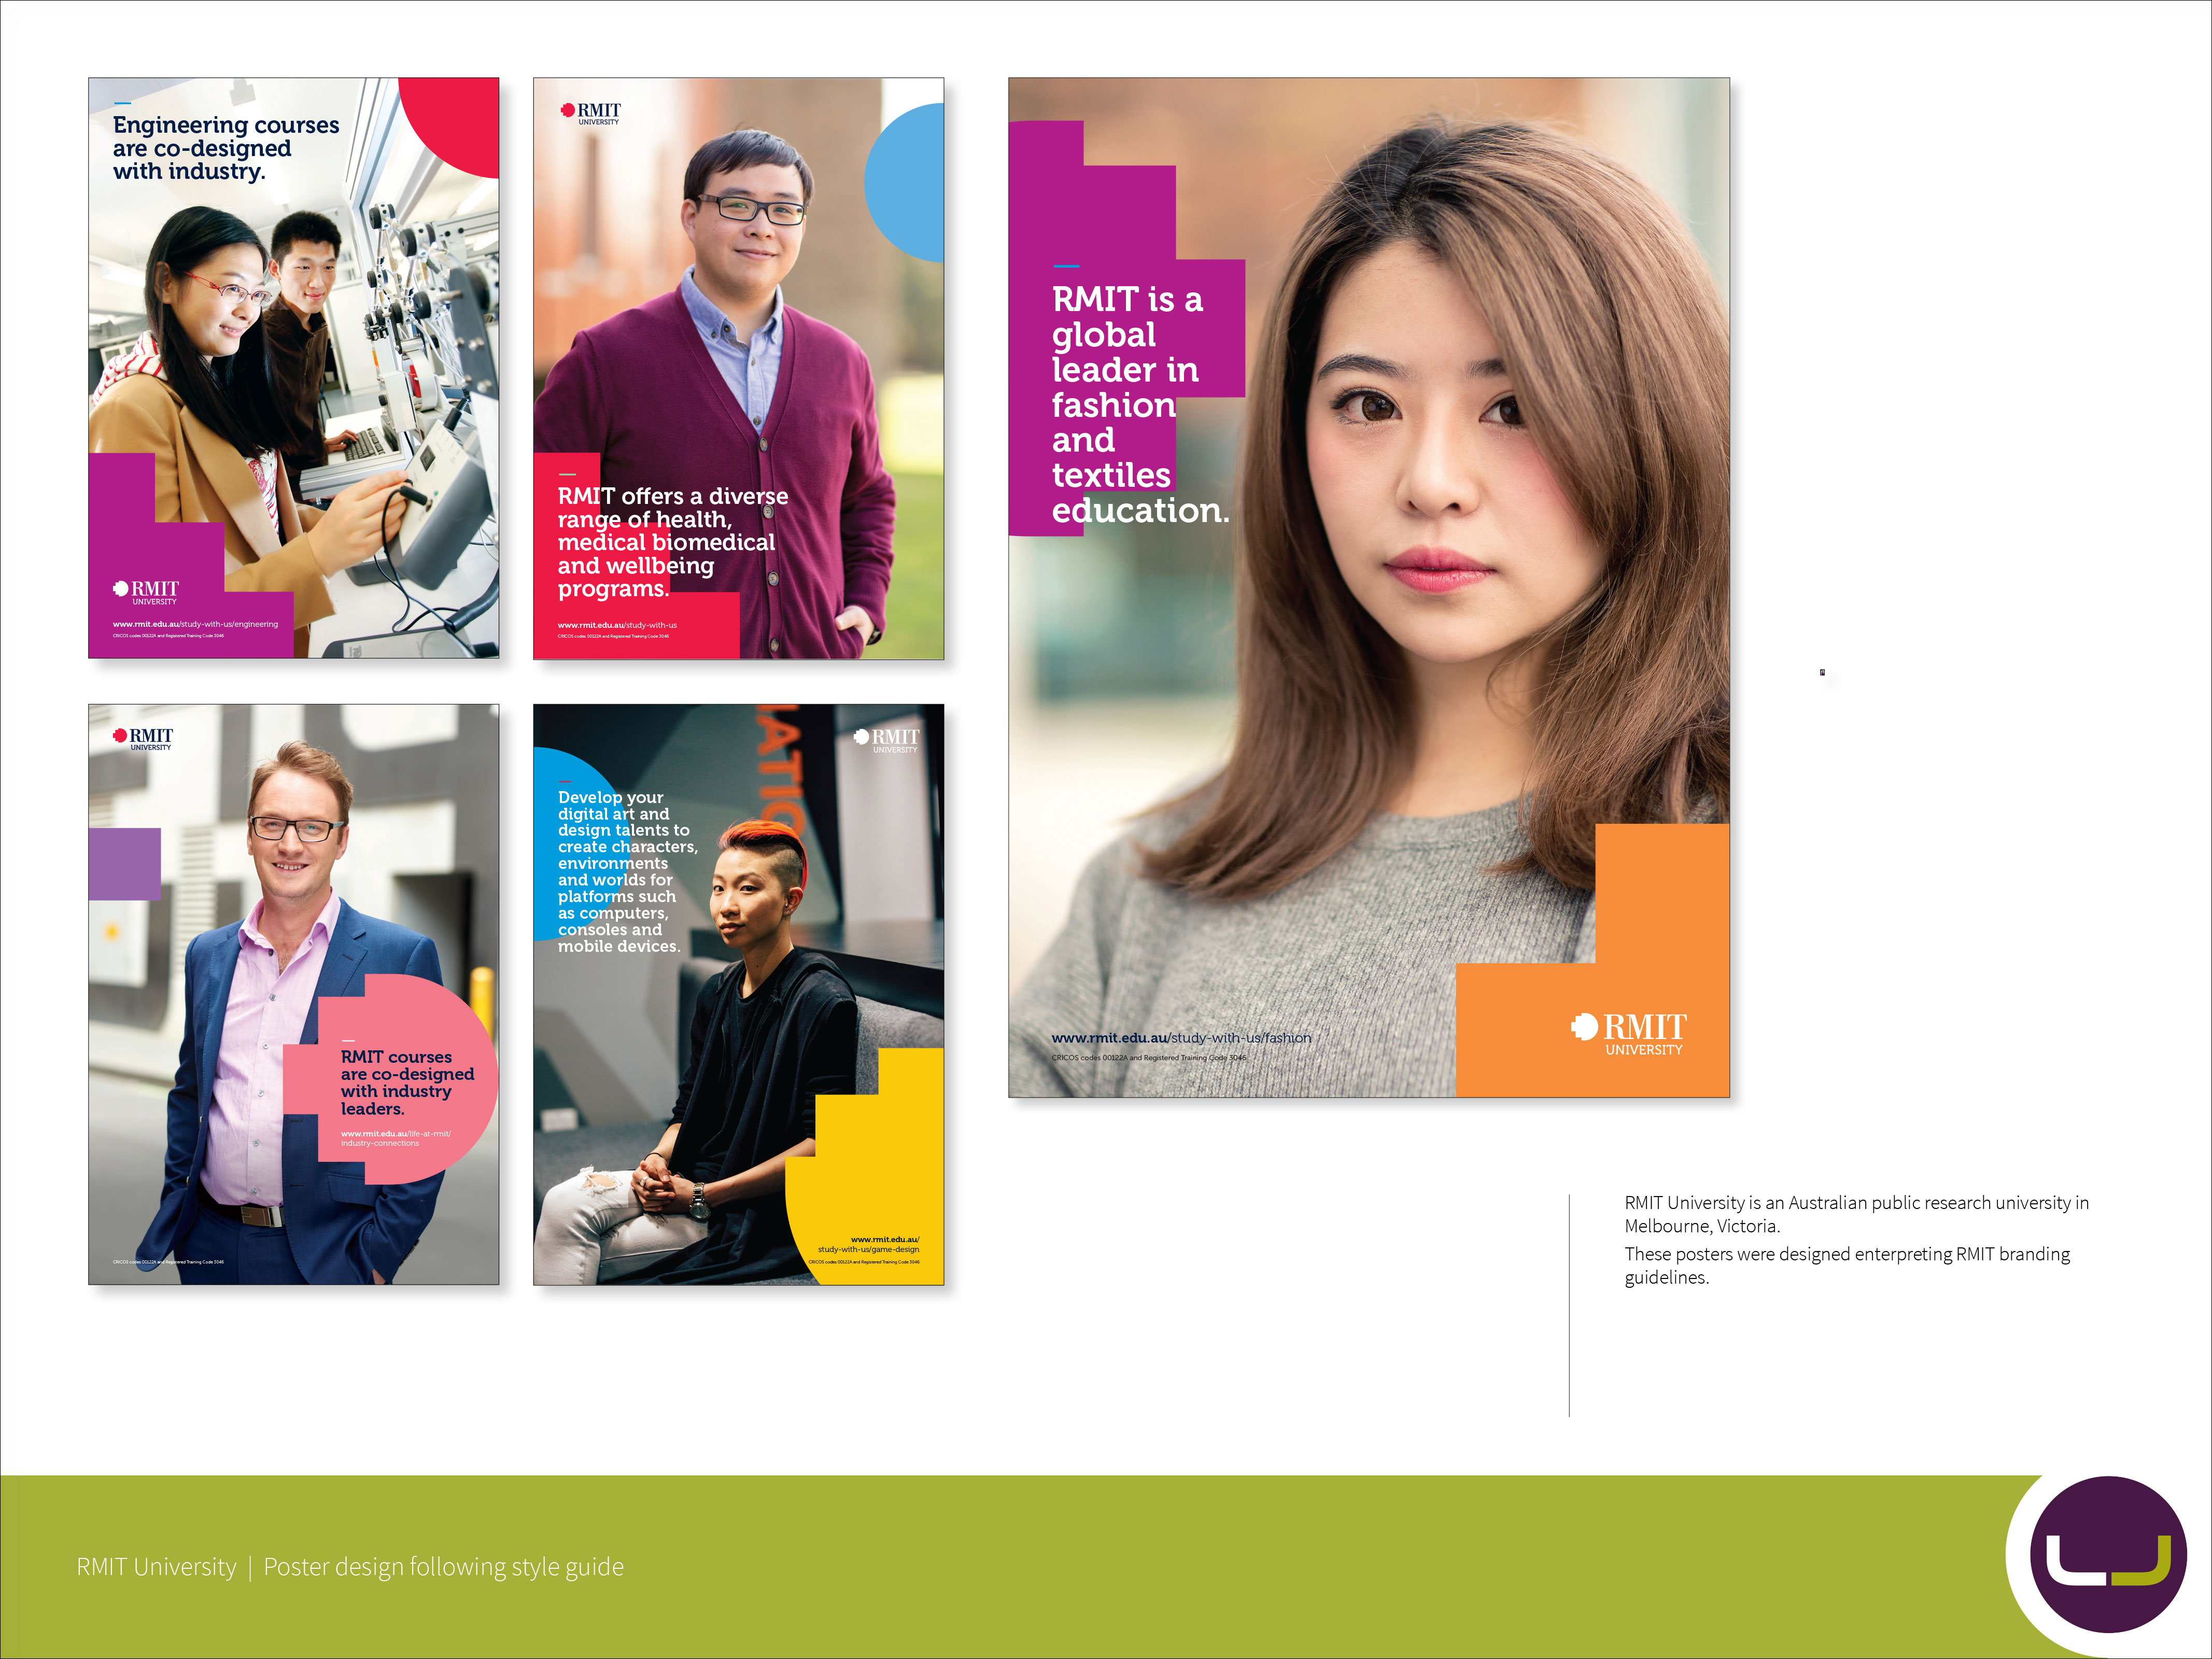 Engineering courses
are co-designed
with industry.
RMIT
UNIVERSITY
www.rmit.edu.au/study-with-us/engineering
CRICOS codes 00122A and Registered Training Code 3046
RMIT
UNIVERSITY
RMIT offers a diverse
range of health,
medical biomedical
and wellbeing
programs.
www.rmit.edu.au/study-with-us
CRICOS codes 00122A and Registered Training Code 3046
RMIT is a
global
leader in
fashion
and
textiles
education.
www.rmit.edu.au/study-with-us/fashion
CRICOS codes 00122A and Registered Training Code 3046
RMIT
UNIVERSITY
RMIT
UNIVERSITY
RMIT courses
are co-designed
with industry
leaders.
www.rmit.edu.au/life-at-rmit/
industry-connections
CRICOS codes 00122A and Registered Training Code 3046
RMIT
UNIVERSITY
Develop your
digital art and
design talents to
create characters,
environments
and worlds for
platforms such
as computers,
consoles and
mobile devices.
www.rmit.edu.au/
study-with-us/game-design
CRICOS codes 00122A and Registered Training Code 3046
RMIT University is an Australian public research university in
Melbourne, Victoria.
These posters were designed enterpreting RMIT branding
guidelines.
RMIT University | Poster design following style guide